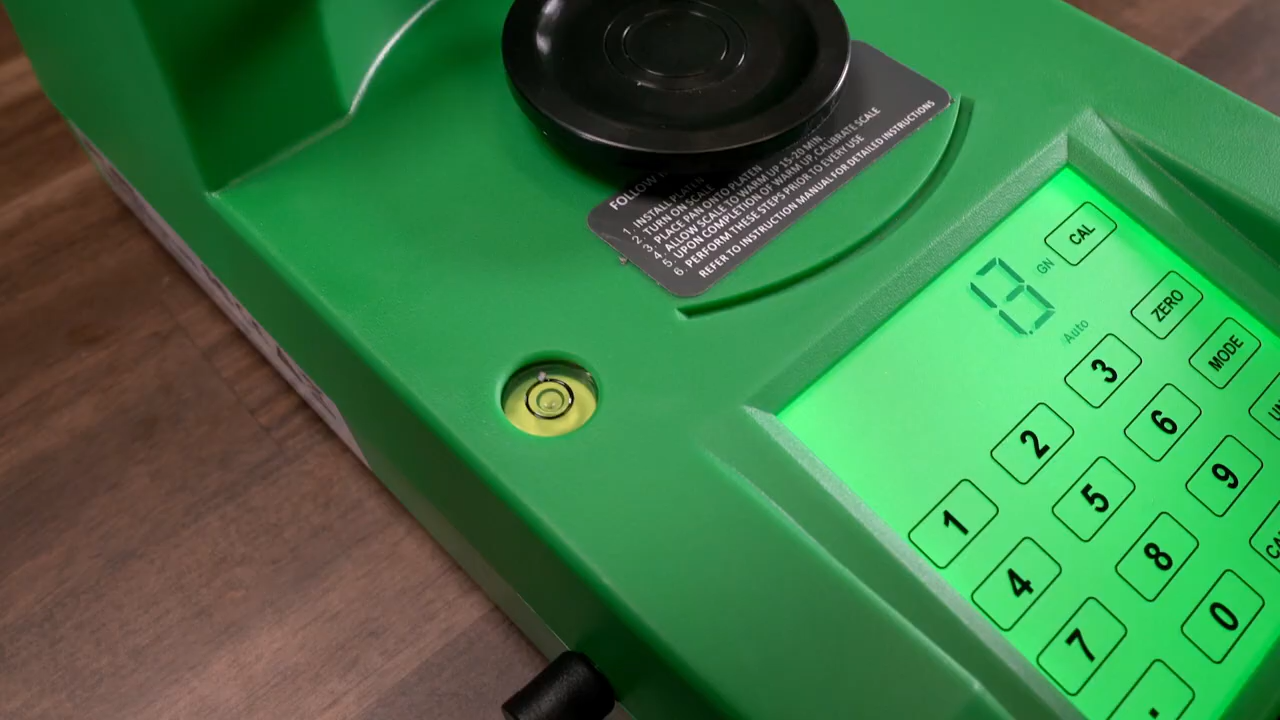 FOLLOW
1. INSTALL PLATEN
2. TURN ON SCALE
3. PLACE PAN ONTO PLATEN
4. ALLOW SCALE TO WARM UP 15-20 MIN.
5. UPON COMPLETION OF WARM UP, CALIBRATE SCALE
6. PERFORM THESE STEPS PRIOR TO EVERY USE
REFER TO INSTRUCTION MANUAL FOR DETAILED INSTRUCTIONS
GN
Auto
CAL
ZERO
MODE
1 2 3
4 5 6
7 8 9
. 0